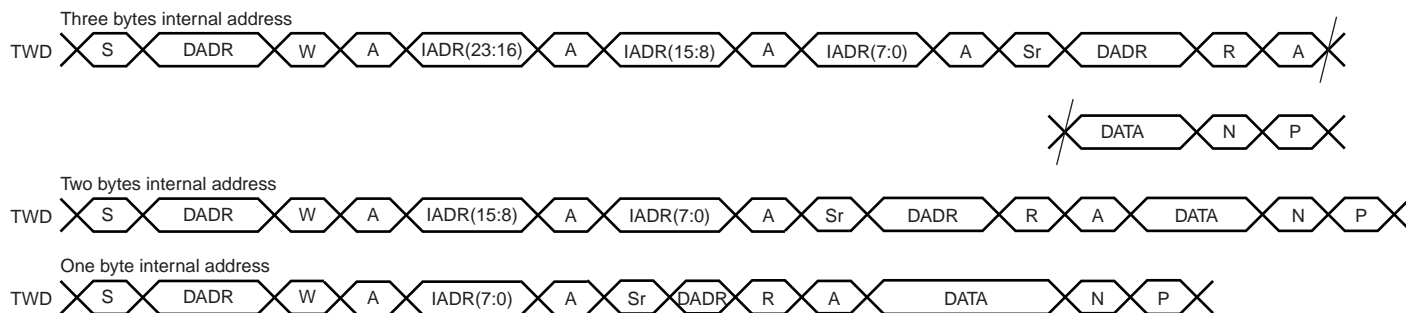 Three bytes internal address
TWD S DADR W A IADR(23:16) A IADR(15:8) A IADR(7:0) A Sr DADR R A
DATA N P
Two bytes internal address
TWD S DADR W A IADR(15:8) A IADR(7:0) A Sr DADR R A DATA N P
One byte internal address
TWD S DADR W A IADR(7:0) A Sr DADR R A DATA N P